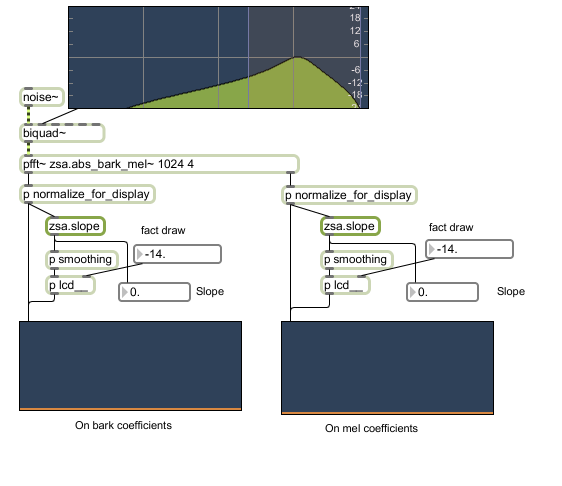 24
18
12
6
-6
-12
-18
noise~
biquad~
pfft~ zsa.abs_bark_mel~ 1024 4
p normalize_for_display
p normalize_for_display
zsa.slope
fact draw
-14.
p smoothing
p lcd__
0.
Slope
zsa.slope
fact draw
-14.
p smoothing
p lcd__
0.
Slope
On bark coefficients
On mel coefficients